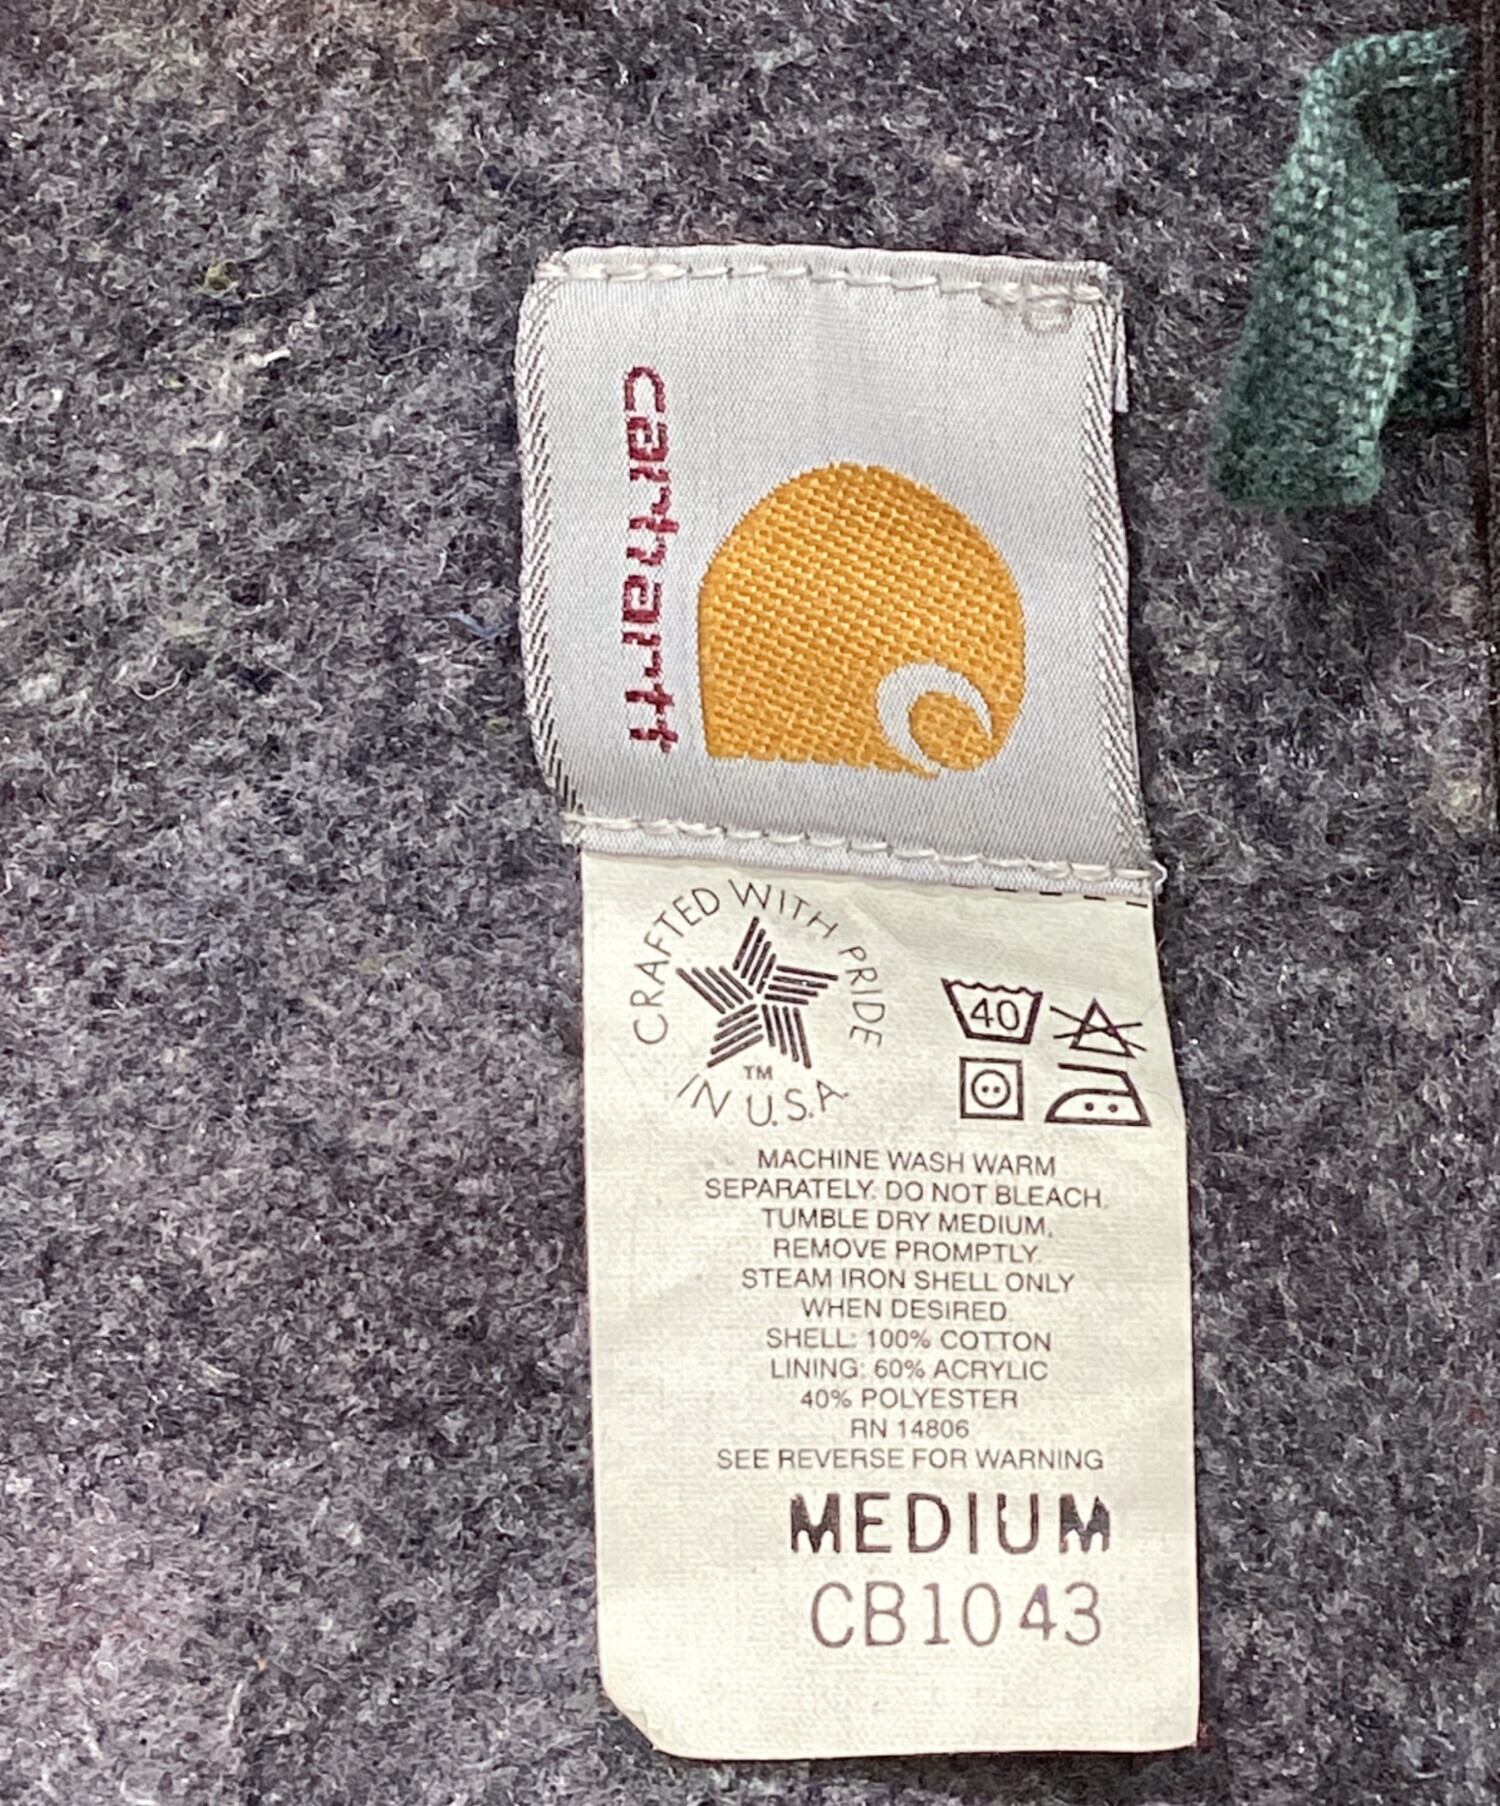 carhartt
CRAFTED WITH PRIDE
TM
IN U.S.A.
40
MACHINE WASH WARM
SEPARATELY. DO NOT BLEACH.
TUMBLE DRY MEDIUM,
REMOVE PROMPTLY.
STEAM IRON SHELL ONLY
WHEN DESIRED.
SHELL: 100% COTTON
LINING: 60% ACRYLIC
40% POLYESTER
RN 14806
SEE REVERSE FOR WARNING
MEDIUM
CB1043